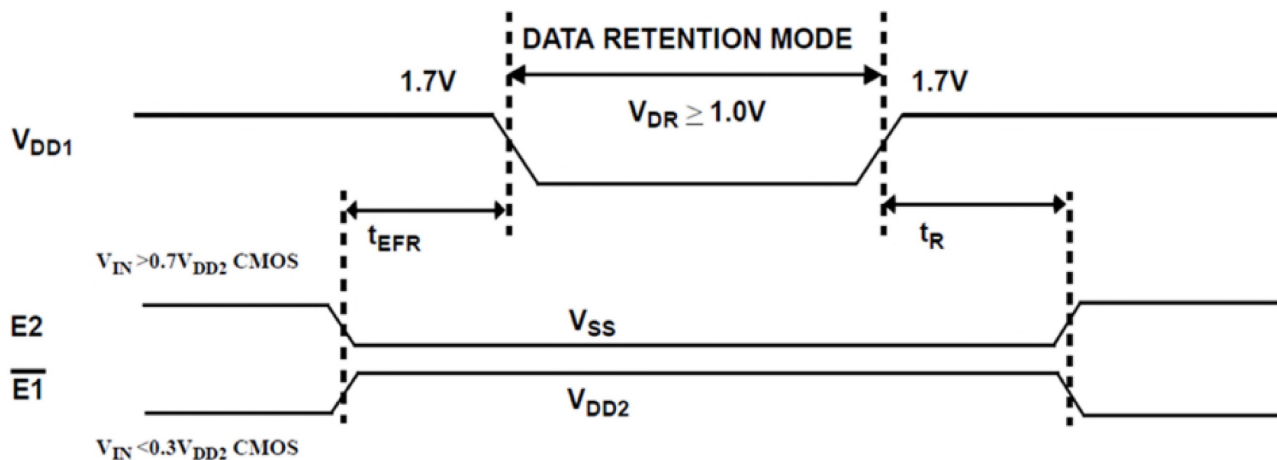 DATA RETENTION MODE
1.7V
1.7V
V_DR ≥ 1.0V
V_DD1
t_EFR
t_R
V_IN >0.7V_DD2 CMOS
E2
V_SS
E1
V_DD2
V_IN <0.3V_DD2 CMOS